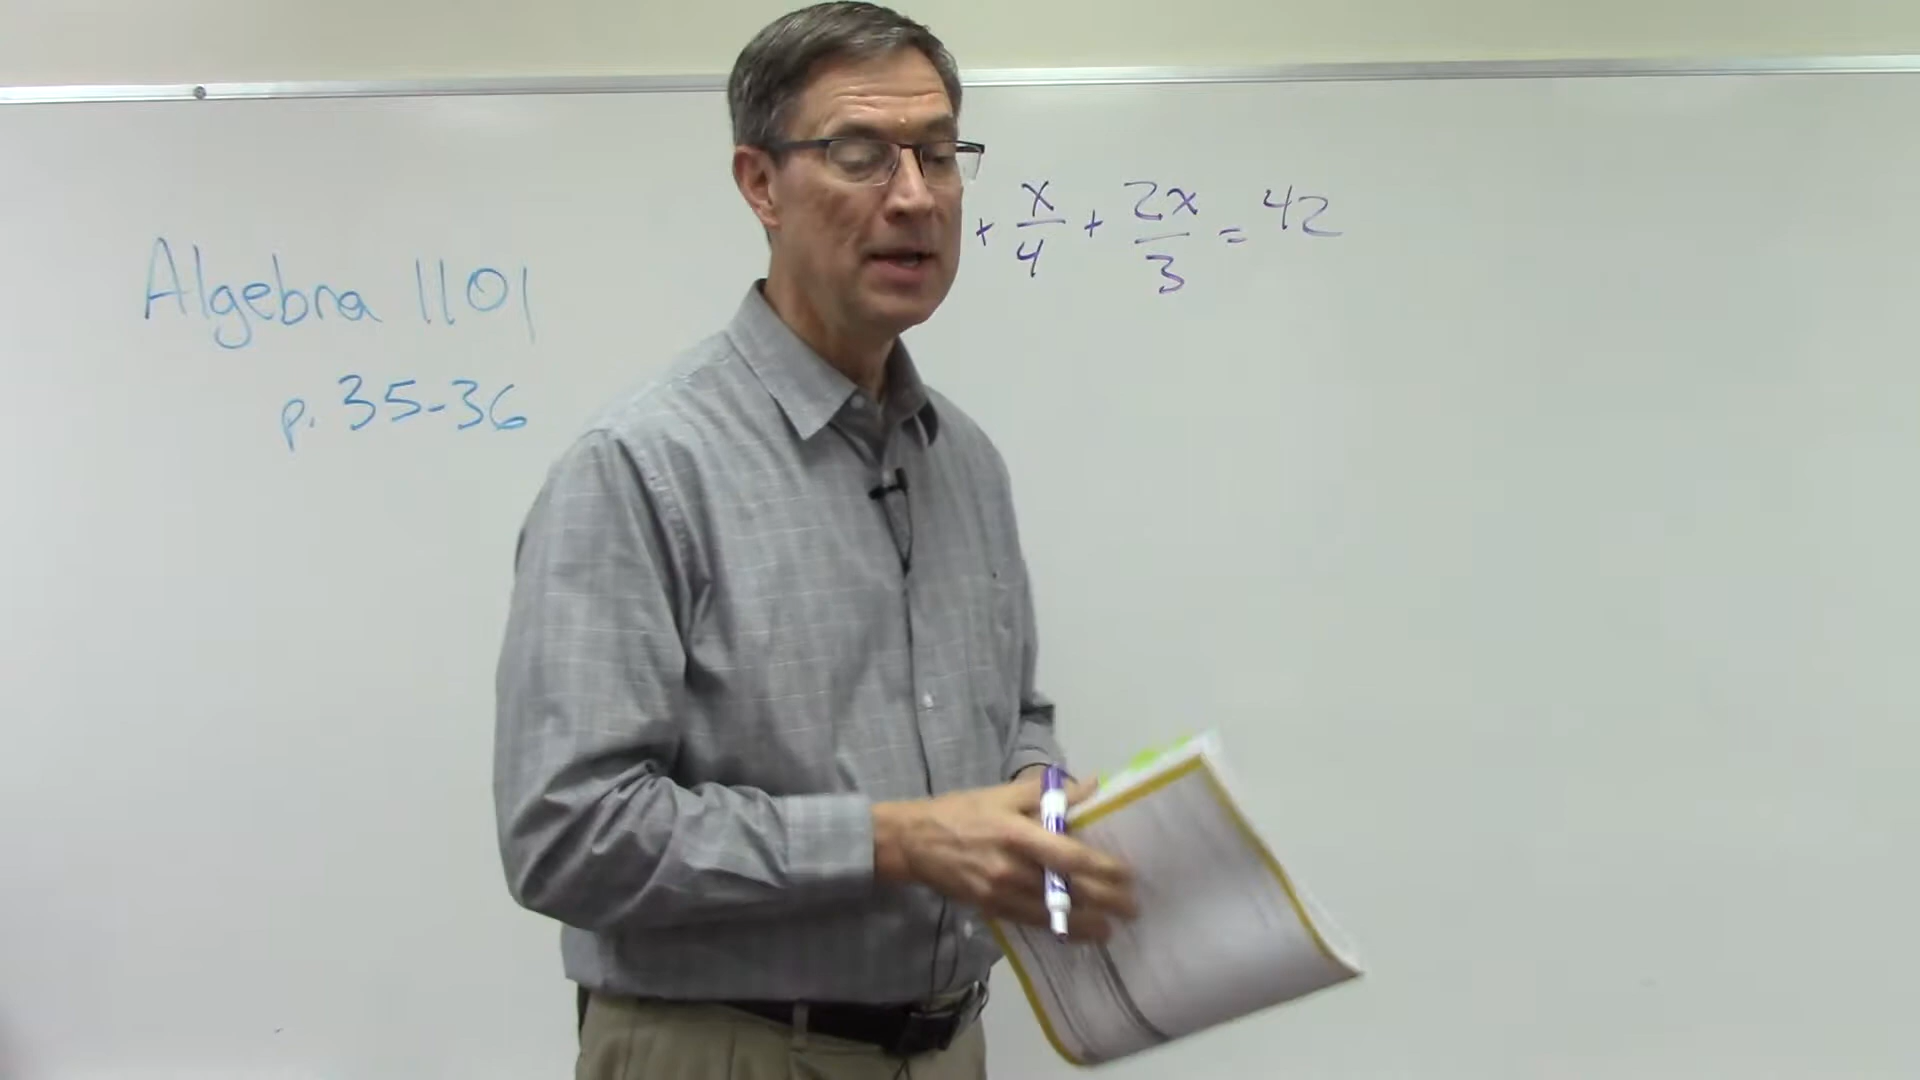 Algebra 1101
p. 35-36
+ x/4 + 2x/3 = 42